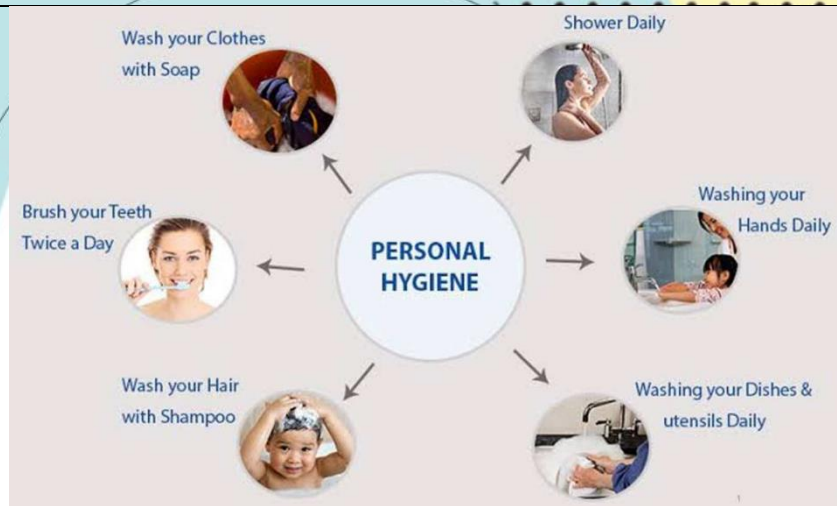 Shower Daily
Wash your Clothes
with Soap
Washing your
Hands Daily
Brush your Teeth
Twice a Day
PERSONAL
HYGIENE
Wash your Hair
with Shampoo
Washing your Dishes &
utensils Daily
1